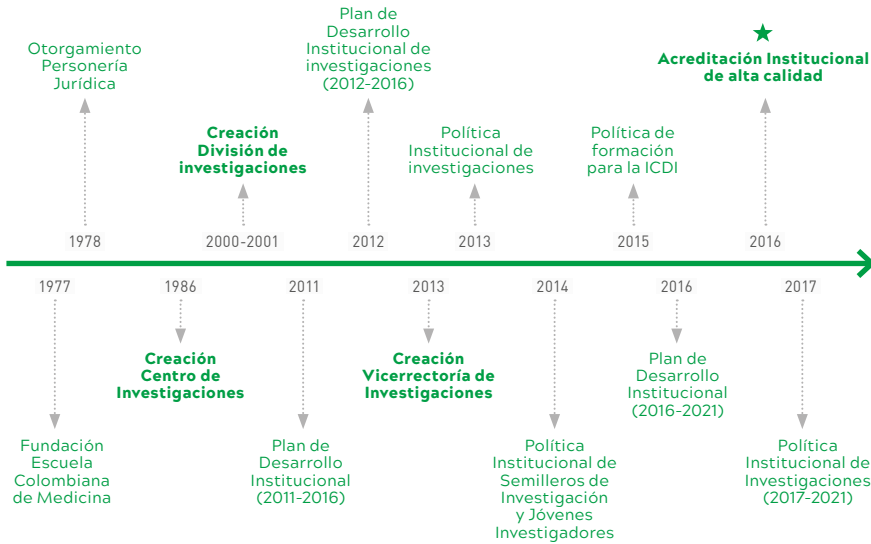 Otorgamiento
Personería
Jurídica
1978
Creación
División de
investigaciones
2000-2001
Plan de
Desarrollo
Institucional de
investigaciones
(2012-2016)
2012
Política
Institucional de
investigaciones
2013
Política de
formación
para la ICDI
2015
Acreditación Institucional
de alta calidad
2016
1977
Fundación
Escuela
Colombiana
de Medicina
1986
Creación
Centro de
Investigaciones
2011
Plan de
Desarrollo
Institucional
(2011-2016)
2013
Creación
Vicerrectoría de
Investigaciones
2014
Política
Institucional de
Semilleros de
Investigación
y Jóvenes
Investigadores
2016
Plan de
Desarrollo
Institucional
(2016-2021)
2017
Política
Institucional de
Investigaciones
(2017-2021)